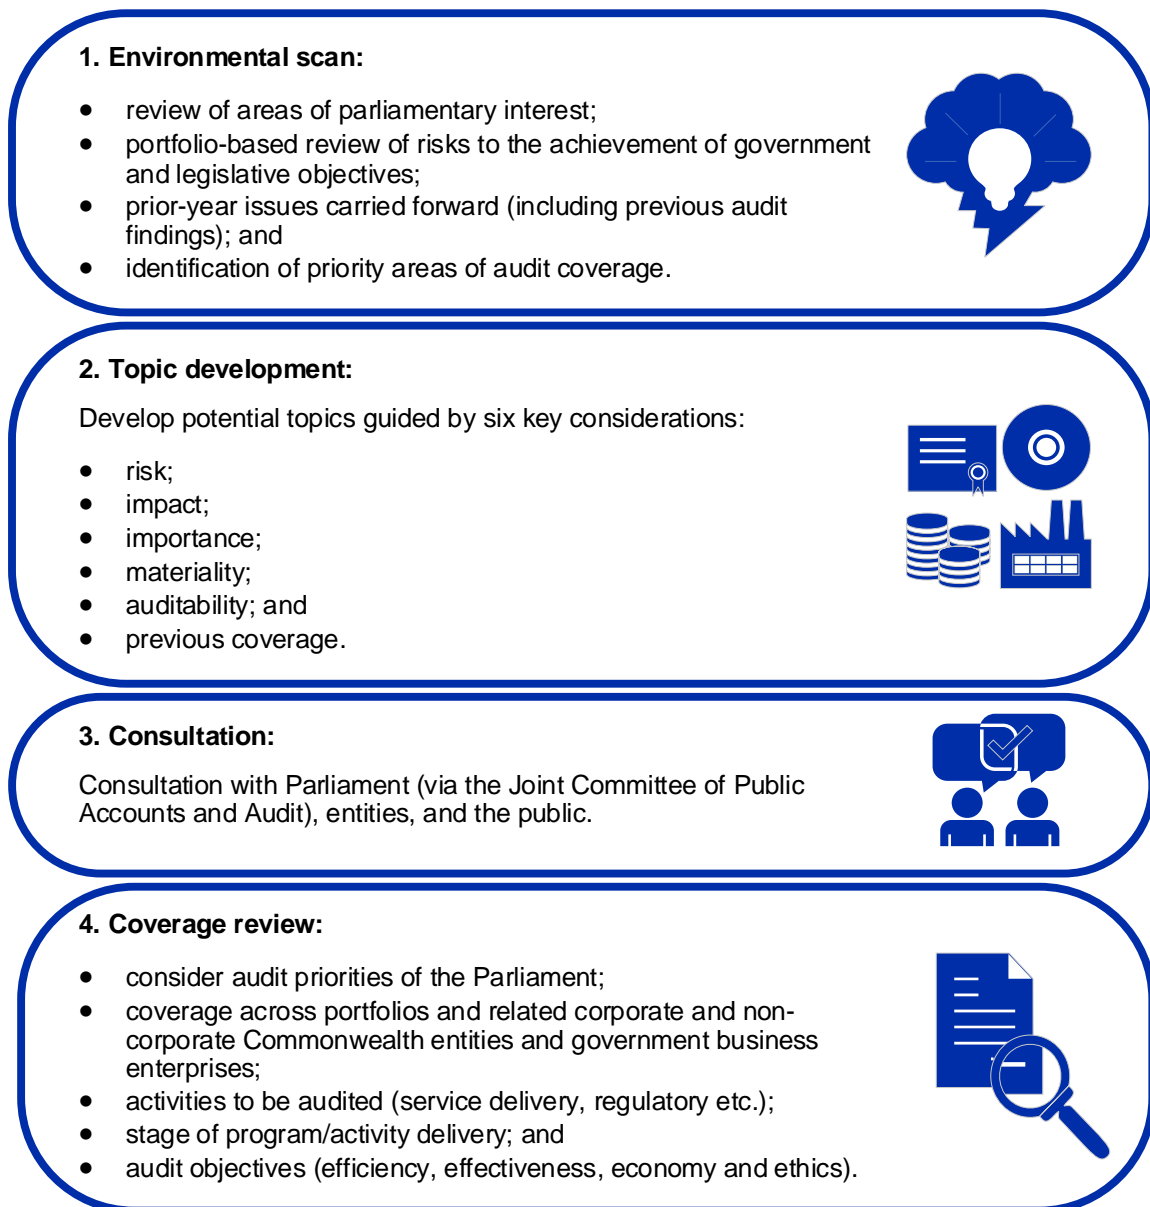 1. Environmental scan:
● review of areas of parliamentary interest;
● portfolio-based review of risks to the achievement of government
and legislative objectives;
● prior-year issues carried forward (including previous audit
findings); and
● identification of priority areas of audit coverage.
2. Topic development:
Develop potential topics guided by six key considerations:
● risk;
● impact;
● importance;
● materiality;
● auditability; and
● previous coverage.
3. Consultation:
Consultation with Parliament (via the Joint Committee of Public
Accounts and Audit), entities, and the public.
4. Coverage review:
● consider audit priorities of the Parliament;
● coverage across portfolios and related corporate and non-
corporate Commonwealth entities and government business
enterprises;
● activities to be audited (service delivery, regulatory etc.);
● stage of program/activity delivery; and
● audit objectives (efficiency, effectiveness, economy and ethics).